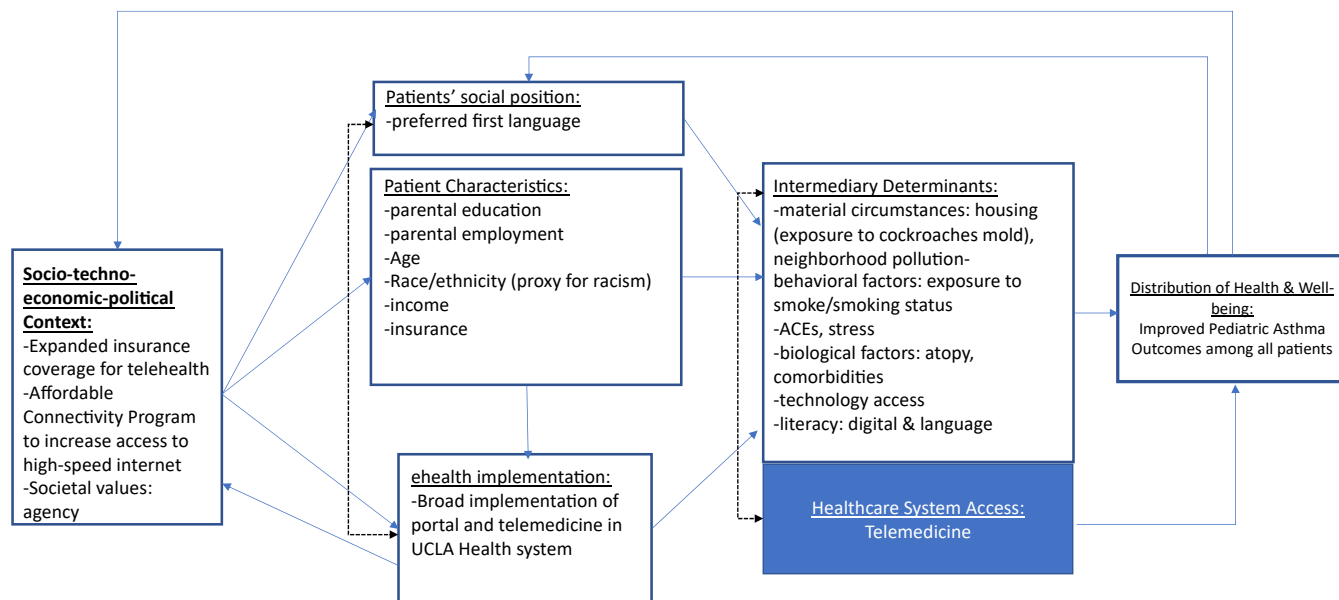 Patients' social position:
-preferred first language
Patient Characteristics:
-parental education
-parental employment
-Age
-Race/ethnicity (proxy for racism)
-income
-insurance
Socio-techno-
economic-political
Context:
-Expanded insurance
coverage for telehealth
-Affordable
Connectivity Program
to increase access to
high-speed internet
-Societal values:
agency
ehealth implementation:
-Broad implementation of
portal and telemedicine in
UCLA Health system
Intermediary Determinants:
-material circumstances: housing
(exposure to cockroaches mold),
neighborhood pollution-
behavioral factors: exposure to
smoke/smoking status
-ACEs, stress
-biological factors: atopy,
comorbidities
-technology access
-literacy: digital & language
Healthcare System Access:
Telemedicine
Distribution of Health & Well-
being:
Improved Pediatric Asthma
Outcomes among all patients